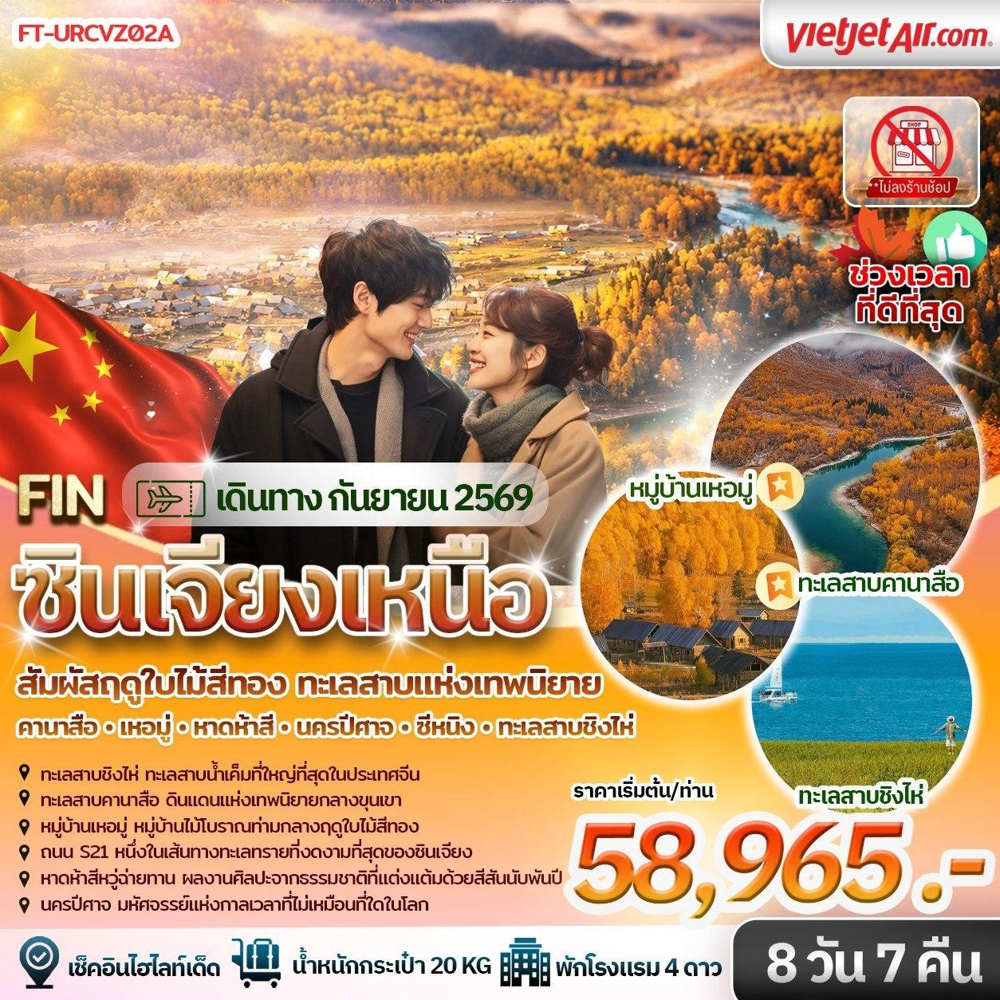 FT-URCVZ02A
vietjetAir.com
SHOP
**ไม่ลงร้านช้อป
ช่วงเวลา
ที่ดีที่สุด
FIN
เดินทาง กันยายน 2569
หมู่บ้านเหอมู่
ทะเลสาบคานาสือ
ซินเจียงเหนือ
สัมผัสฤดูใบไม้สีทอง ทะเลสาบแห่งเทพนิยาย
คานาสือ • เหอมู่ • หาดห้าสี • นครปีศาจ • ซีหนิง • ทะเลสาบชิงไห่
ทะเลสาบชิงไห่ ทะเลสาบน้ำเค็มที่ใหญ่ที่สุดในประเทศจีน
ทะเลสาบคานาสือ ดินแดนแห่งเทพนิยายกลางขุนเขา
หมู่บ้านเหอมู่ หมู่บ้านไม้โบราณท่ามกลางฤดูใบไม้สีทอง
ถนน S21 หนึ่งในเส้นทางทะเลทรายที่งดงามที่สุดของซินเจียง
หาดห้าสีหวู่ฉ่ายทาน ผลงานศิลปะจากธรรมชาติที่แต่งแต้มด้วยสีสันนับพันปี
นครปีศาจ มหัศจรรย์แห่งกาลเวลาที่ไม่เหมือนที่ใดในโลก
ทะเลสาบชิงไห่
ราคาเริ่มต้น/ท่าน
58,965.-
เช็คอินไฮไลท์เด็ด
น้ำหนักกระเป๋า 20 KG
พักโรงแรม 4 ดาว
8 วัน 7 คืน